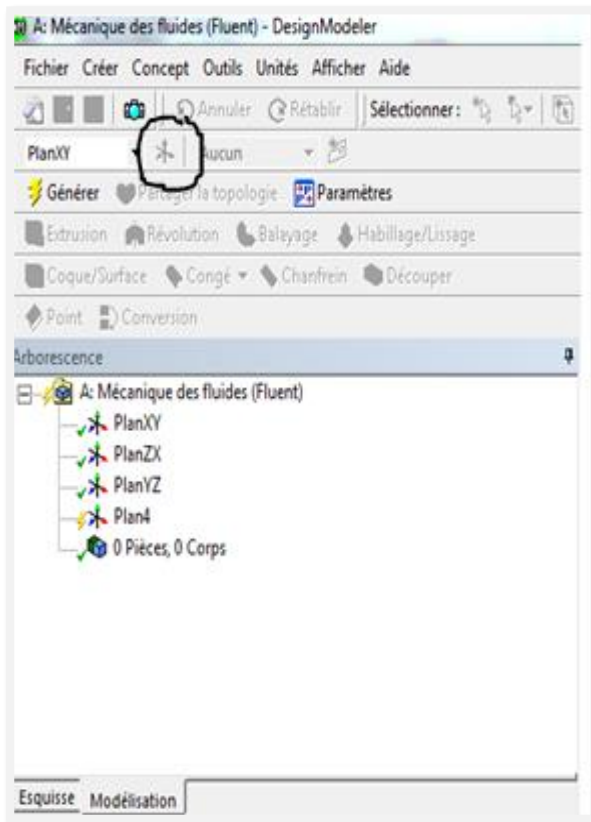 A: Mécanique des fluides (Fluent) - DesignModeler
Fichier Créer Concept Outils Unités Afficher Aide
Annuler Rétablir Sélectionner :
PlanXY Aucun
Générer Partager la topologie Paramètres
Extrusion Révolution Balayage Habillage/Lissage
Coque/Surface Congé Chanfrein Découper
Point Conversion
Arborescence
A: Mécanique des fluides (Fluent)
PlanXY
PlanZX
PlanYZ
Plan4
0 Pièces, 0 Corps
Esquisse Modélisation